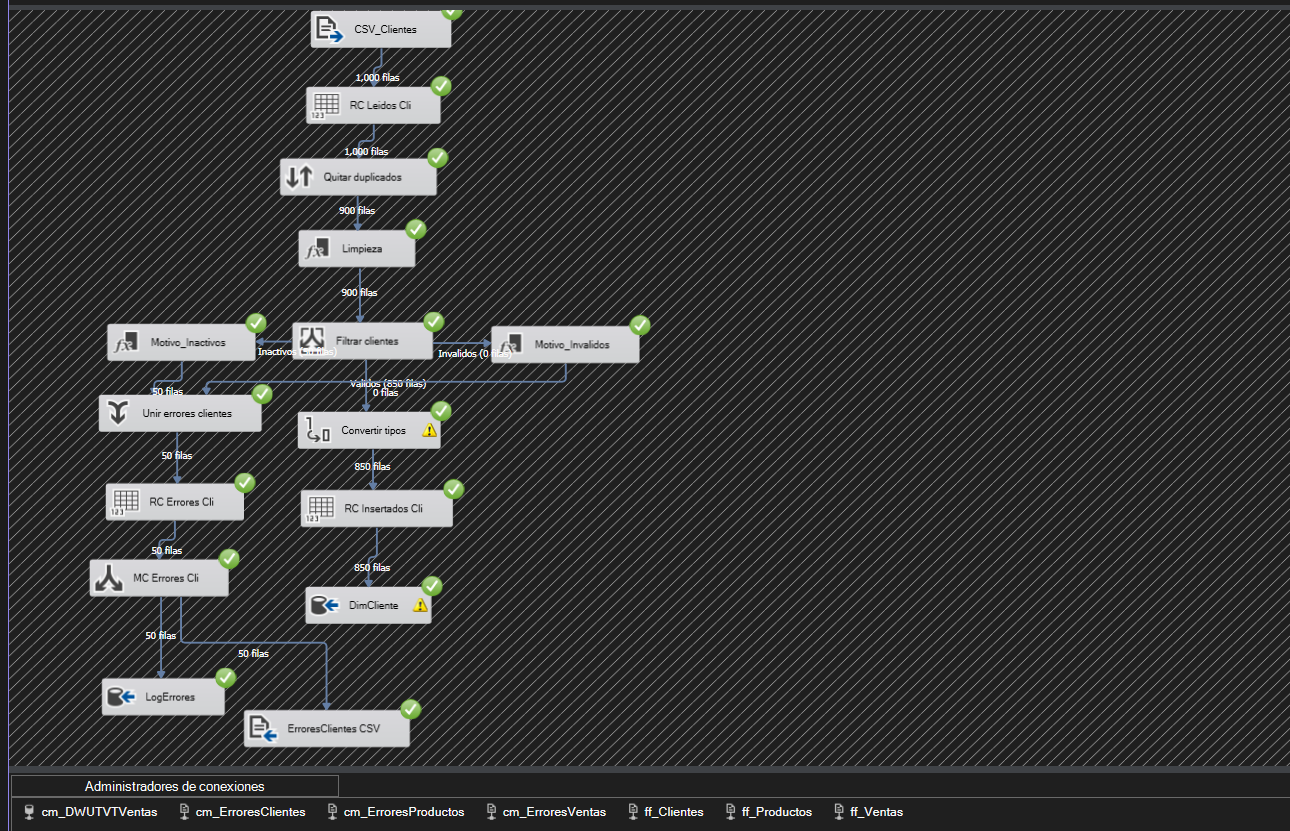 CSV_Clientes
1,000 filas
RC Leidos Cli
1,000 filas
Quitar duplicados
900 filas
Limpieza
900 filas
Motivo_Inactivos
Filtrar clientes
Motivo_Invalidos
Inactivos (50 filas)
Invalidos (0 filas)
Validos (850 filas)
50 filas
0 filas
Unir errores clientes
Convertir tipos
50 filas
850 filas
RC Errores Cli
RC Insertados Cli
50 filas
850 filas
MC Errores Cli
DimCliente
50 filas
50 filas
LogErrores
ErroresClientes CSV
Administradores de conexiones
cm_DWUTVTVentas cm_ErroresClientes cm_ErroresProductos cm_ErroresVentas ff_Clientes ff_Productos ff_Ventas